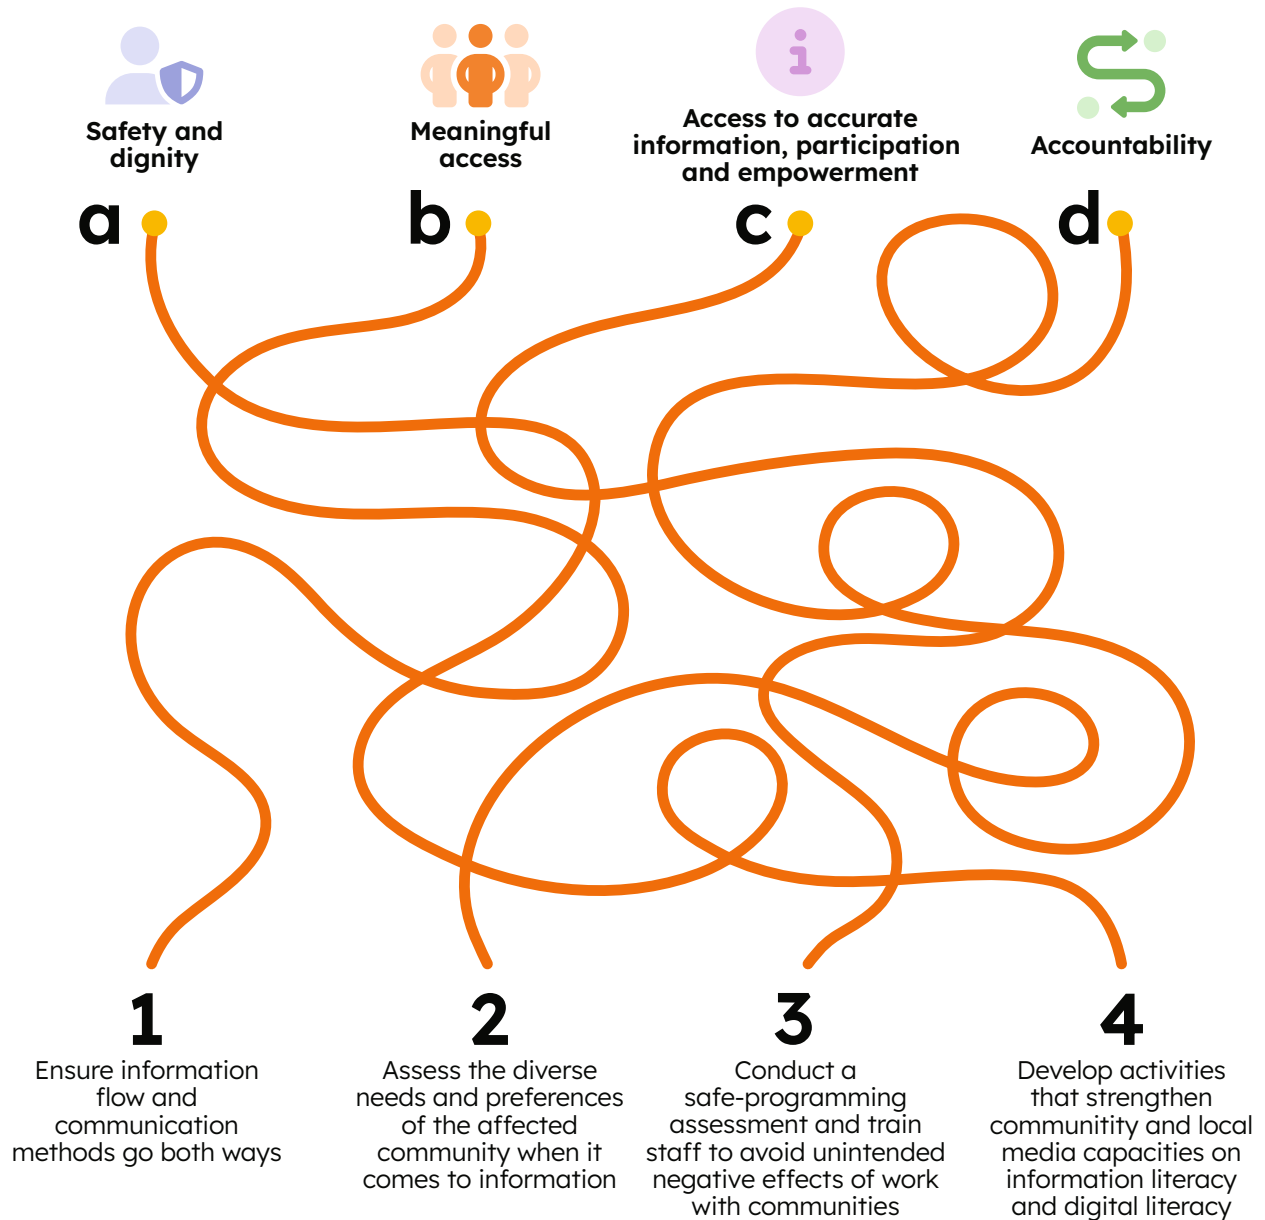 Safety and
dignity
Meaningful
access
Access to accurate
information, participation
and empowerment
Accountability
a
b
c
d
1
Ensure information
flow and
communication
methods go both ways
2
Assess the diverse
needs and preferences
of the affected
community when it
comes to information
3
Conduct a
safe-programming
assessment and train
staff to avoid unintended
negative effects of work
with communities
4
Develop activities
that strengthen
communitity and local
media capacities on
information literacy
and digital literacy